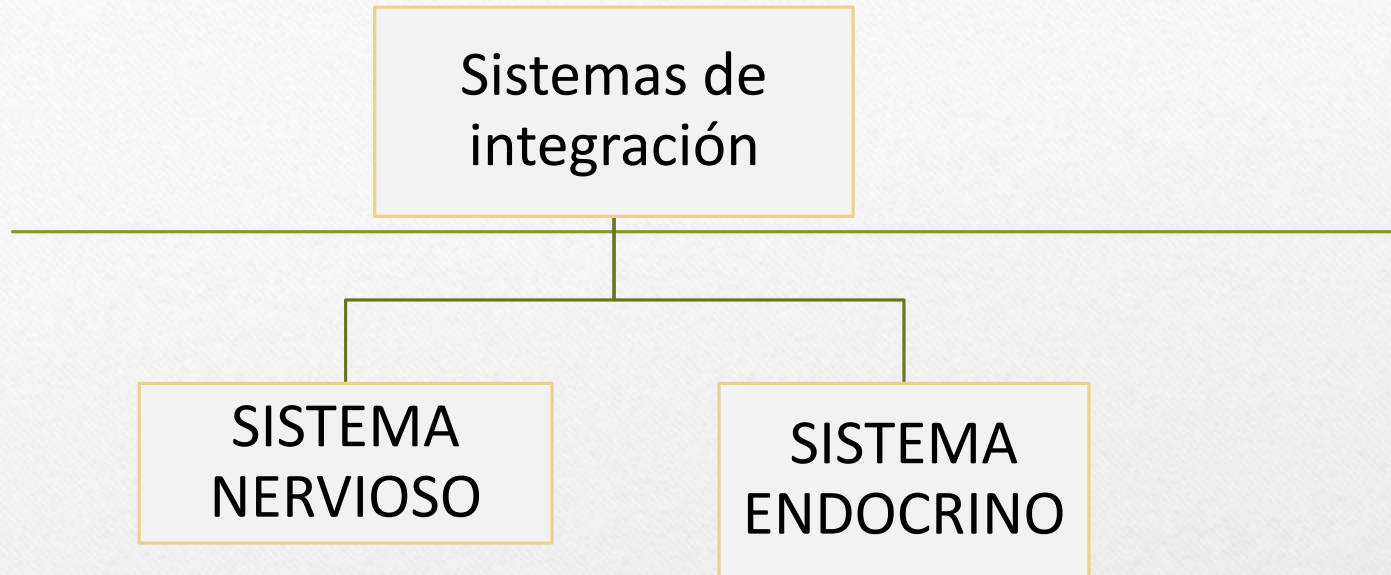 Sistemas de
integración
SISTEMA
NERVIOSO
SISTEMA
ENDOCRINO